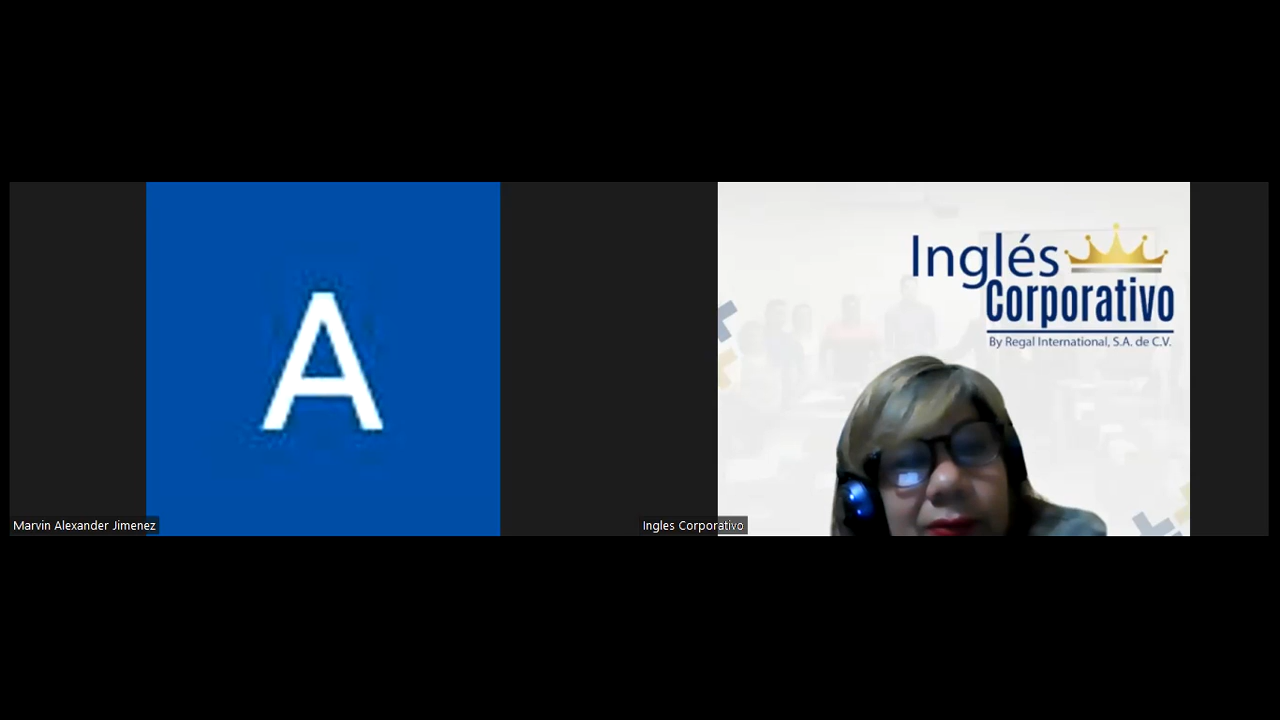 A
Inglés
Corporativo
By Regal International, S.A. de C.V.
Marvin Alexander Jimenez
Ingles Corporativo